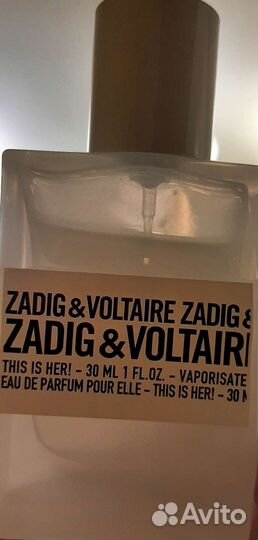 ZADIG & VOLTAIRE ZADIG &
ZADIG & VOLTAIRE
THIS IS HER! – 30 ML 1 FL.OZ. – VAPORISATE
EAU DE PARFUM POUR ELLE – THIS IS HER! – 30 M
Avito